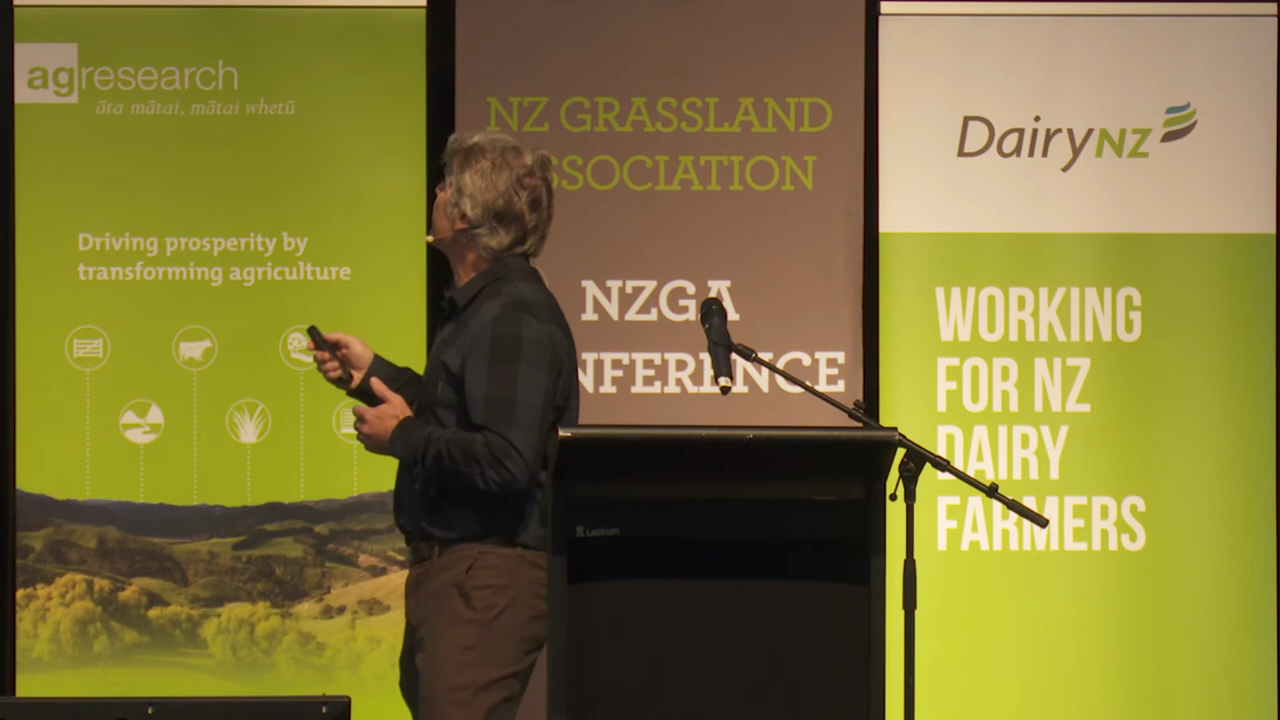 agresearch
āta mātai, mātai whetū
Driving prosperity by
transforming agriculture
NZ GRASSLAND
SSOCIATION
NZGA
NFERENCE
DairyNZ
WORKING
FOR NZ
DAIRY
FARMERS
Lectrum